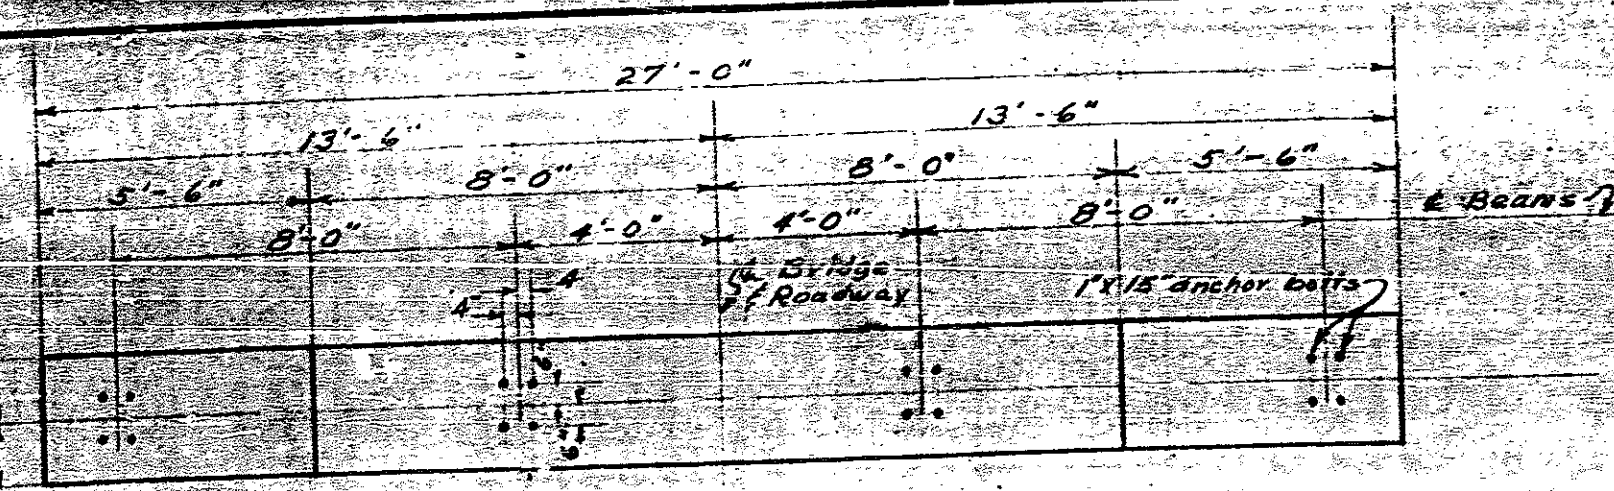 27'-0"
13'-6" 13'-6"
5'-6" 8'-0" 8'-0" 5'-6"
8'-0" 4'-0" 4'-0" 8'-0" ℄ Beams
℄ Bridge
℄ Roadway
1"x15" anchor bolts
4"
4"